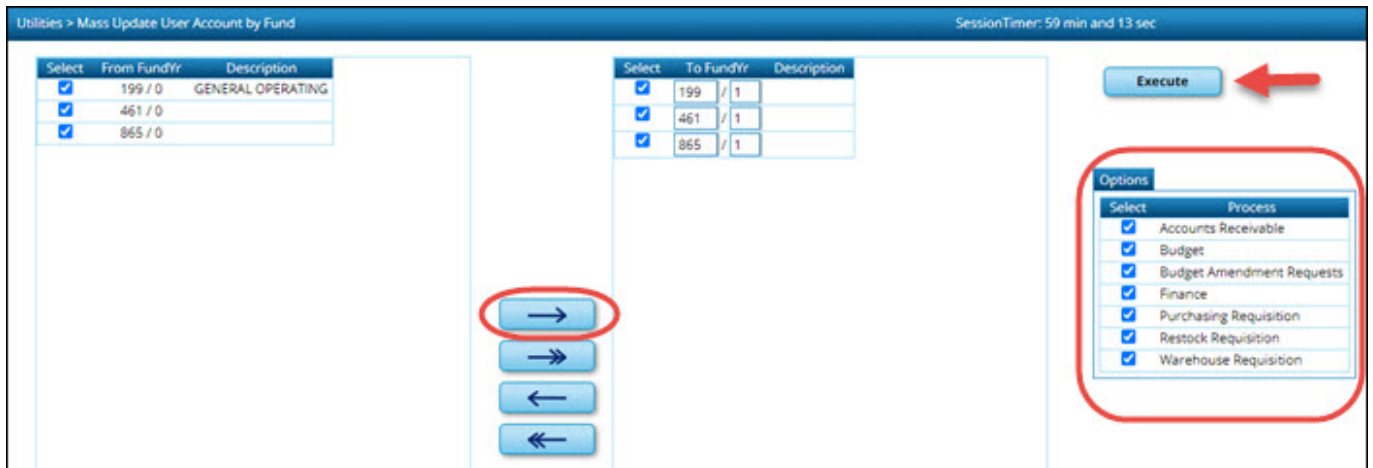 Utilities > Mass Update User Account by Fund SessionTimer: 59 min and 13 sec
Select From FundYr Description
199 / 0 GENERAL OPERATING
461 / 0
865 / 0
Select To FundYr Description
199 / 1
461 / 1
865 / 1
Execute
Options
Select Process
Accounts Receivable
Budget
Budget Amendment Requests
Finance
Purchasing Requisition
Restock Requisition
Warehouse Requisition